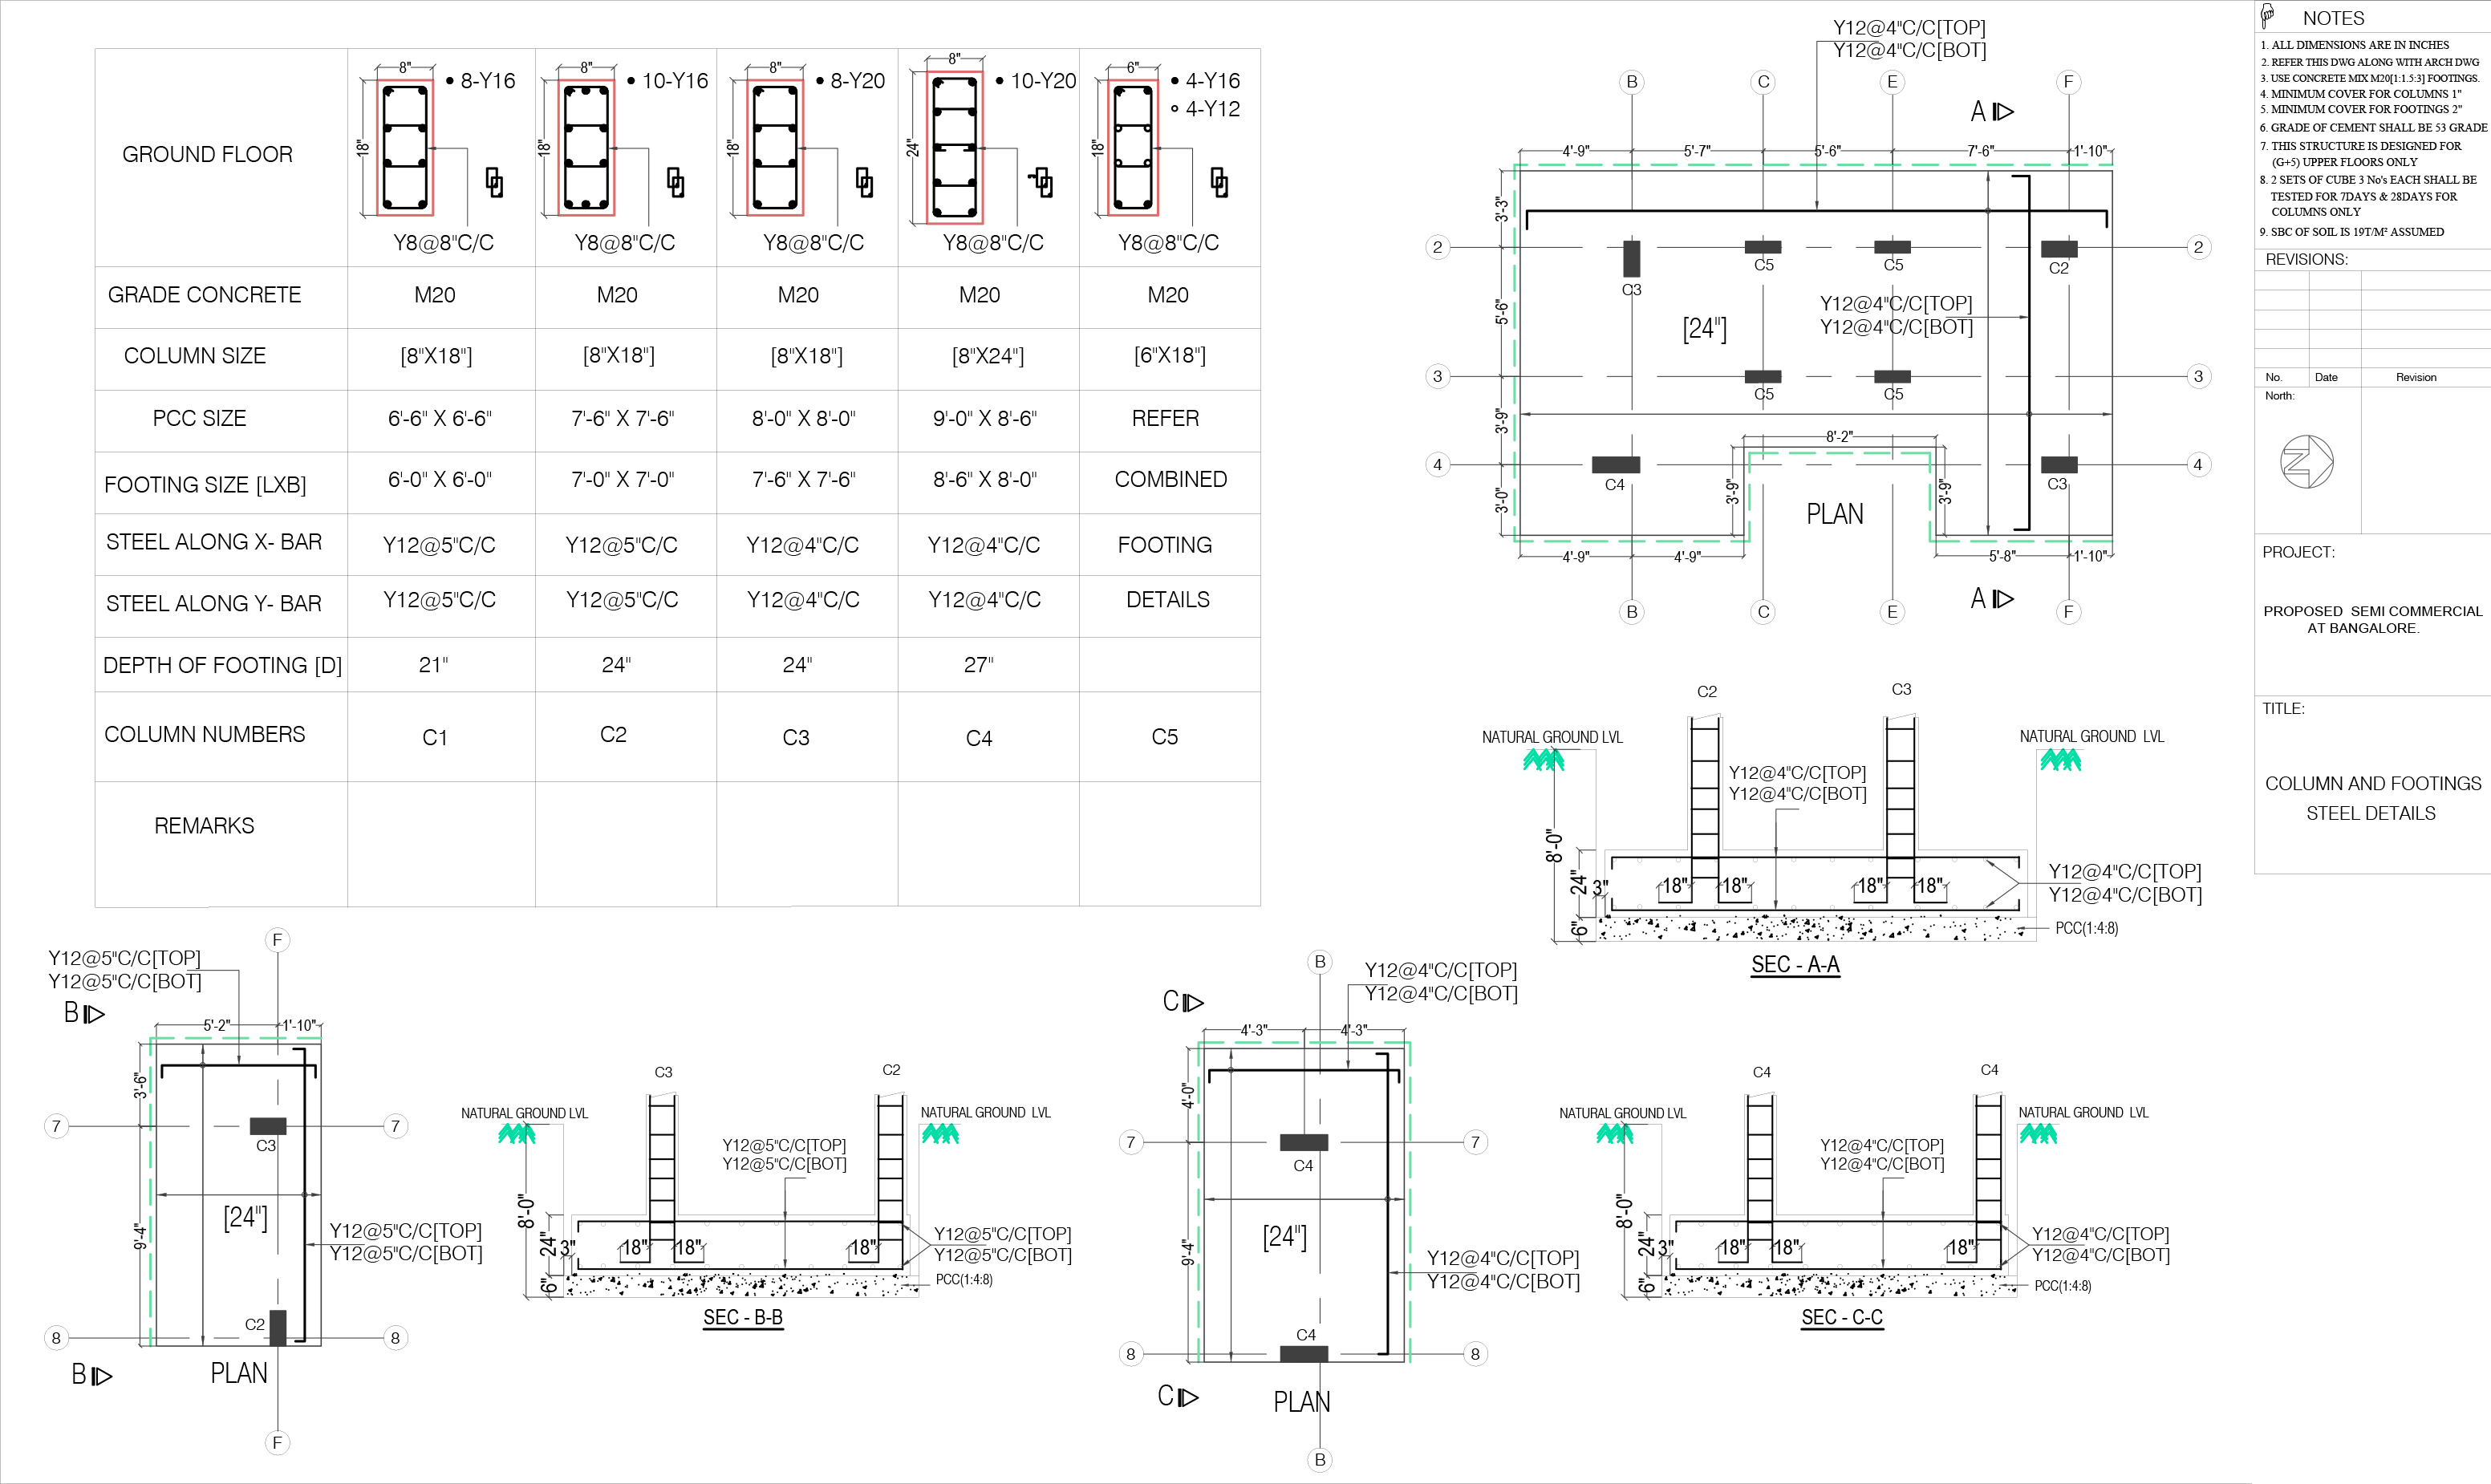 GROUND FLOOR
8"
18"
8-Y16
Y8@8"C/C
8"
18"
10-Y16
Y8@8"C/C
8"
18"
8-Y20
Y8@8"C/C
8"
24"
10-Y20
Y8@8"C/C
6"
18"
4-Y16
4-Y12
Y8@8"C/C
GRADE CONCRETE M20 M20 M20 M20 M20
COLUMN SIZE [8"X18"] [8"X18"] [8"X18"] [8"X24"] [6"X18"]
PCC SIZE 6'-6" X 6'-6" 7'-6" X 7'-6" 8'-0" X 8'-0" 9'-0" X 8'-6" REFER
FOOTING SIZE [LXB] 6'-0" X 6'-0" 7'-0" X 7'-0" 7'-6" X 7'-6" 8'-6" X 8'-0" COMBINED
STEEL ALONG X- BAR Y12@5"C/C Y12@5"C/C Y12@4"C/C Y12@4"C/C FOOTING
STEEL ALONG Y- BAR Y12@5"C/C Y12@5"C/C Y12@4"C/C Y12@4"C/C DETAILS
DEPTH OF FOOTING [D] 21" 24" 24" 27"
COLUMN NUMBERS C1 C2 C3 C4 C5
REMARKS
Y12@4"C/C[TOP]
Y12@4"C/C[BOT]
B C E F
A
4'-9" 5'-7" 5'-6" 7'-6" 1'-10"
3'-3"
2 2
C3 C5 C5 C2
5'-6"
[24"]
Y12@4"C/C[TOP]
Y12@4"C/C[BOT]
3 3
C5 C5
3'-9"
8'-2"
4 4
C4 C3
3'-0"
3'-9" 3'-9"
PLAN
4'-9" 4'-9" 5'-8" 1'-10"
A
B C E F
C2 C3
NATURAL GROUND LVL NATURAL GROUND LVL
Y12@4"C/C[TOP]
Y12@4"C/C[BOT]
8'-0"
24"
3"
18" 18" 18" 18"
6"
Y12@4"C/C[TOP]
Y12@4"C/C[BOT]
PCC(1:4:8)
SEC - A-A
F
Y12@5"C/C[TOP]
Y12@5"C/C[BOT]
B
5'-2" 1'-10"
3'-6"
7 7
C3
9'-4"
[24"]
Y12@5"C/C[TOP]
Y12@5"C/C[BOT]
C2
8 8
B
PLAN
F
C3 C2
NATURAL GROUND LVL NATURAL GROUND LVL
Y12@5"C/C[TOP]
Y12@5"C/C[BOT]
8'-0"
24"
3"
18" 18" 18"
6"
Y12@5"C/C[TOP]
Y12@5"C/C[BOT]
PCC(1:4:8)
SEC - B-B
B
Y12@4"C/C[TOP]
Y12@4"C/C[BOT]
C
4'-3" 4'-3"
4'-0"
7 7
C4
9'-4"
[24"]
Y12@4"C/C[TOP]
Y12@4"C/C[BOT]
C4
8 8
C
PLAN
B
C4 C4
NATURAL GROUND LVL NATURAL GROUND LVL
Y12@4"C/C[TOP]
Y12@4"C/C[BOT]
8'-0"
24"
3"
18" 18" 18"
6"
Y12@4"C/C[TOP]
Y12@4"C/C[BOT]
PCC(1:4:8)
SEC - C-C
NOTES
1. ALL DIMENSIONS ARE IN INCHES
2. REFER THIS DWG ALONG WITH ARCH DWG
3. USE CONCRETE MIX M20[1:1.5:3] FOOTINGS.
4. MINIMUM COVER FOR COLUMNS 1"
5. MINIMUM COVER FOR FOOTINGS 2"
6. GRADE OF CEMENT SHALL BE 53 GRADE
7. THIS STRUCTURE IS DESIGNED FOR
(G+5) UPPER FLOORS ONLY
8. 2 SETS OF CUBE 3 No's EACH SHALL BE
TESTED FOR 7DAYS & 28DAYS FOR
COLUMNS ONLY
9. SBC OF SOIL IS 19T/M² ASSUMED
REVISIONS:
No. Date Revision
North:
N
PROJECT:
PROPOSED SEMI COMMERCIAL
AT BANGALORE.
TITLE:
COLUMN AND FOOTINGS
STEEL DETAILS